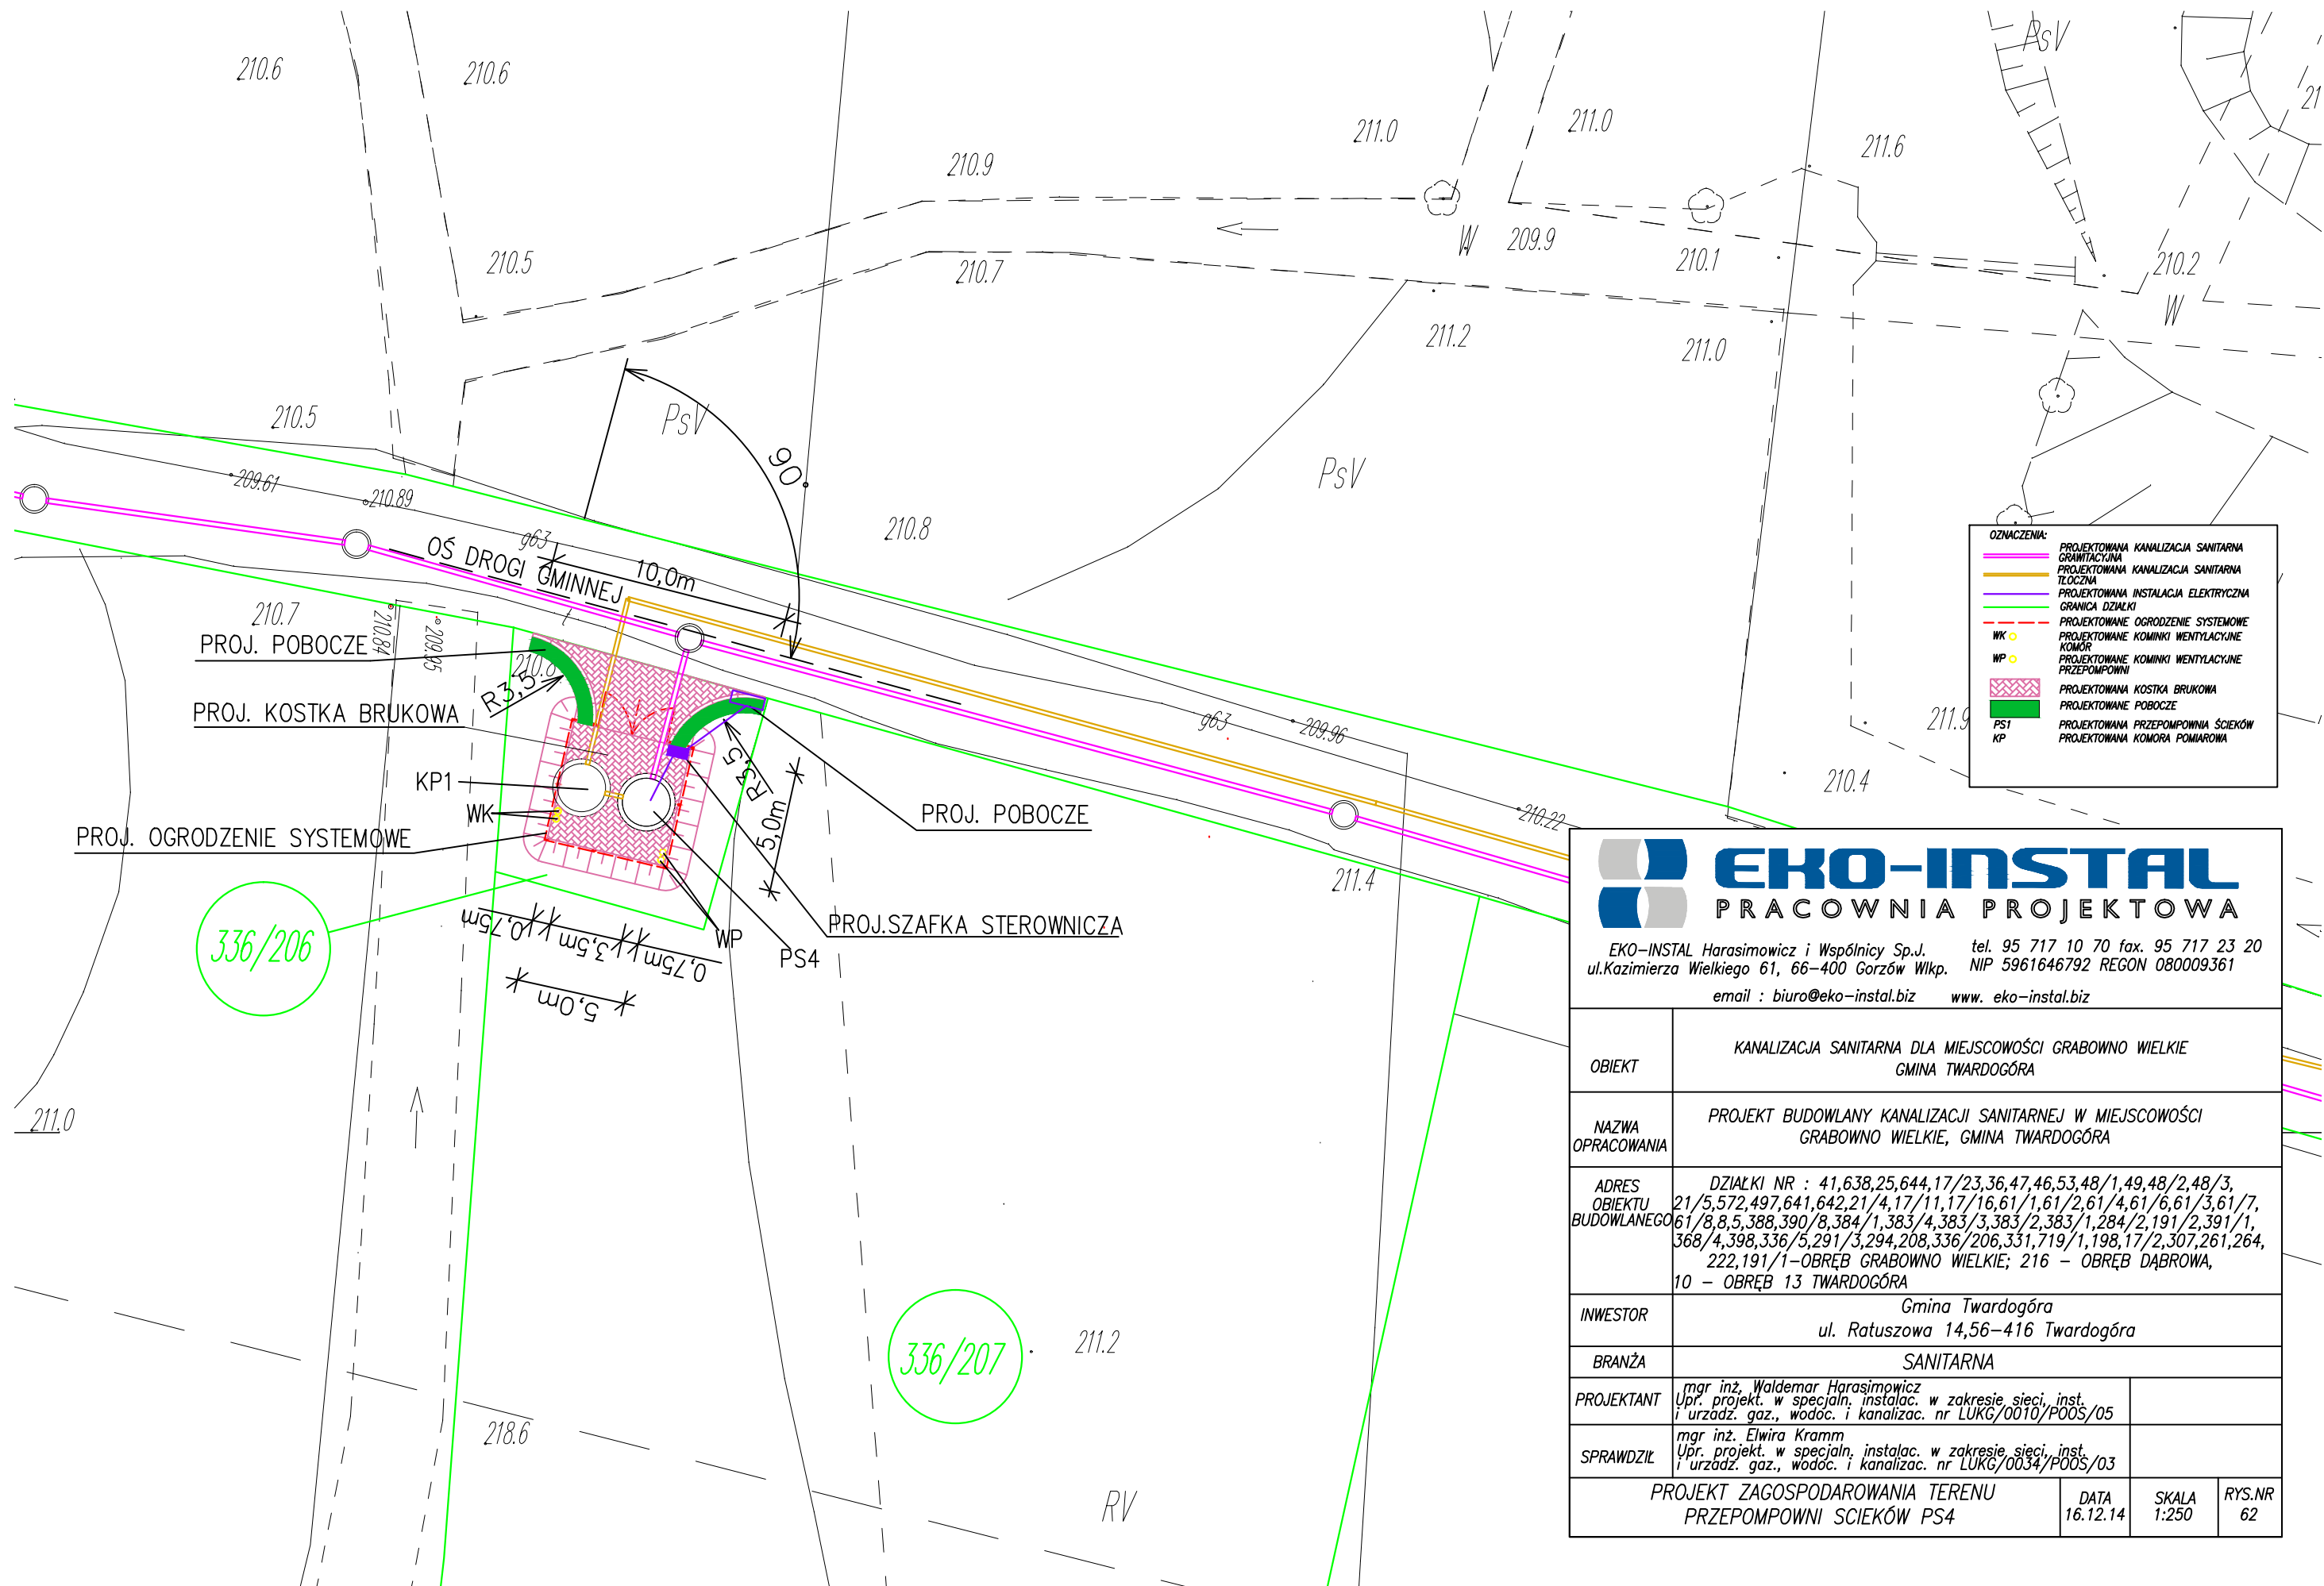 210.6
210.6
PsV
21
211.0
211.0
211.6
210.9
210.5
210.7
W
209.9
210.1
210.2
W
211.2
211.0
210.5
PsV
90°
PsV
209.61
210.89
g63
210.8
OŚ DROGI GMINNEJ
10,0m
210.7
210.84
209.95
PROJ. POBOCZE
210.8
R3,5
PROJ. KOSTKA BRUKOWA
KP1
WK
PROJ. OGRODZENIE SYSTEMOWE
R3,5
5,0m
g63
209.96
211.9
210.4
210.22
PROJ. POBOCZE
211.4
PROJ.SZAFKA STEROWNICZA
WP
PS4
336/206
0,75m
3,5m
0,75m
5,0m
211.0
336/207
211.2
218.6
RV
OZNACZENIA:
PROJEKTOWANA KANALIZACJA SANITARNA
GRAWITACYJNA
PROJEKTOWANA KANALIZACJA SANITARNA
TŁOCZNA
PROJEKTOWANA INSTALACJA ELEKTRYCZNA
GRANICA DZIAŁKI
PROJEKTOWANE OGRODZENIE SYSTEMOWE
WK PROJEKTOWANE KOMINKI WENTYLACYJNE
KOMÓR
WP PROJEKTOWANE KOMINKI WENTYLACYJNE
PRZEPOMPOWNI
PROJEKTOWANA KOSTKA BRUKOWA
PROJEKTOWANE POBOCZE
PS1 PROJEKTOWANA PRZEPOMPOWNIA ŚCIEKÓW
KP PROJEKTOWANA KOMORA POMIAROWA
EKO-INSTAL
PRACOWNIA PROJEKTOWA
EKO-INSTAL Harasimowicz i Wspólnicy Sp.J. tel. 95 717 10 70 fax. 95 717 23 20
ul.Kazimierza Wielkiego 61, 66-400 Gorzów Wlkp. NIP 5961646792 REGON 080009361
email : biuro@eko-instal.biz www. eko-instal.biz
OBIEKT
KANALIZACJA SANITARNA DLA MIEJSCOWOŚCI GRABOWNO WIELKIE
GMINA TWARDOGÓRA
NAZWA
OPRACOWANIA
PROJEKT BUDOWLANY KANALIZACJI SANITARNEJ W MIEJSCOWOŚCI
GRABOWNO WIELKIE, GMINA TWARDOGÓRA
ADRES
OBIEKTU
BUDOWLANEGO
DZIAŁKI NR : 41,638,25,644,17/23,36,47,46,53,48/1,49,48/2,48/3,
21/5,572,497,641,642,21/4,17/11,17/16,61/1,61/2,61/4,61/6,61/3,61/7,
61/8,8,5,388,390/8,384/1,383/4,383/3,383/2,383/1,284/2,191/2,391/1,
368/4,398,336/5,291/3,294,208,336/206,331,719/1,198,17/2,307,261,264,
222,191/1-OBRĘB GRABOWNO WIELKIE; 216 - OBRĘB DĄBROWA,
10 - OBRĘB 13 TWARDOGÓRA
INWESTOR
Gmina Twardogóra
ul. Ratuszowa 14,56-416 Twardogóra
BRANŻA
SANITARNA
PROJEKTANT
mgr inż. Waldemar Harasimowicz
Upr. projekt. w specjaln. instalac. w zakresie sieci, inst.
i urządz. gaz., wodoc. i kanalizac. nr LUKG/0010/POOS/05
SPRAWDZIŁ
mgr inż. Elwira Kramm
Upr. projekt. w specjaln. instalac. w zakresie sieci, inst.
i urządz. gaz., wodoc. i kanalizac. nr LUKG/0034/POOS/03
PROJEKT ZAGOSPODAROWANIA TERENU
PRZEPOMPOWNI SCIEKÓW PS4
DATA
16.12.14
SKALA
1:250
RYS.NR
62